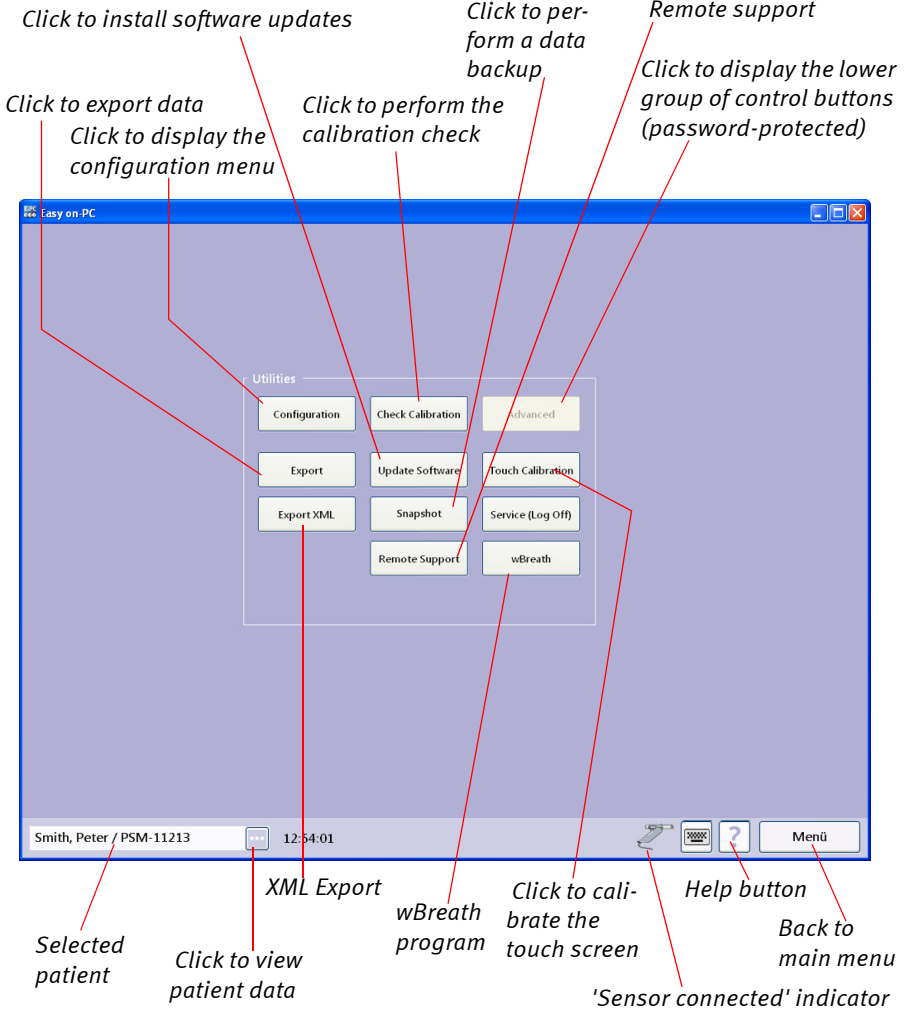 Click to install software updates
Click to per-
form a data
backup
Remote support
Click to display the lower
group of control buttons
(password-protected)
Click to export data
Click to display the
configuration menu
Click to perform the
calibration check
Easy on-PC
Utilities
Configuration
Check Calibration
Advanced
Export
Update Software
Touch Calibration
Export XML
Snapshot
Service (Log Off)
Remote Support
wBreath
Smith, Peter / PSM-11213
...
12:54:01
?
Menü
XML Export
wBreath
program
Click to cali-
brate the
touch screen
Help button
Back to
main menu
Selected
patient
Click to view
patient data
'Sensor connected' indicator